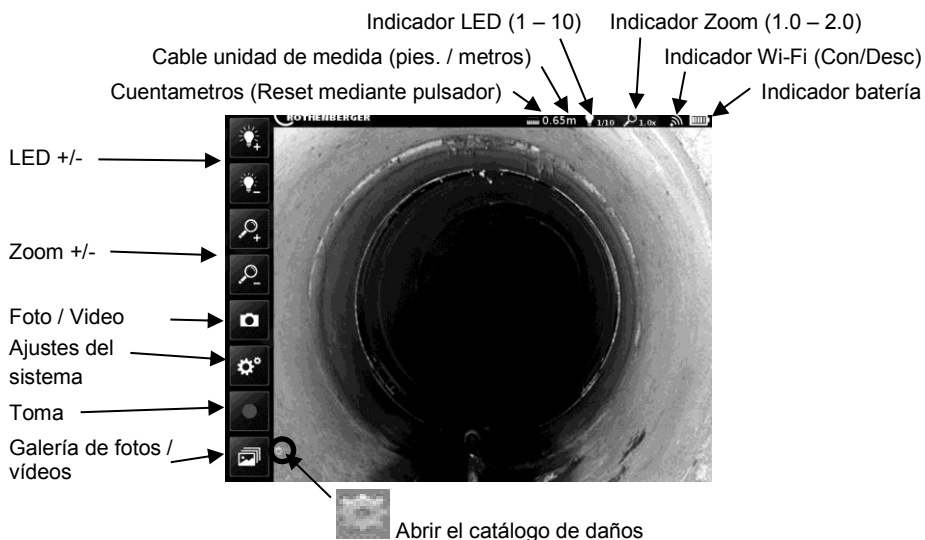 Indicador LED (1 – 10) Indicador Zoom (1.0 – 2.0)
Cable unidad de medida (pies. / metros) Indicador Wi-Fi (Con/Desc)
Cuentametros (Reset mediante pulsador) Indicador batería
ROTHENBERGER 0.65m 1/10 1.0x
LED +/-
Zoom +/-
Foto / Video
Ajustes del
sistema
Toma
Galería de fotos /
vídeos
Abrir el catálogo de daños